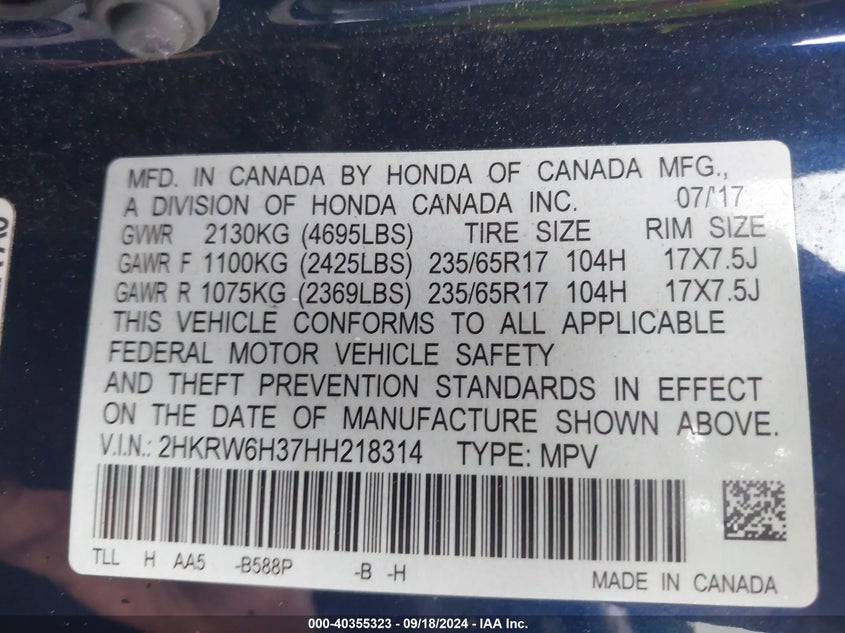 MFD. IN CANADA BY HONDA OF CANADA MFG.,
A DIVISION OF HONDA CANADA INC. 07/'17
GVWR 2130KG (4695LBS) TIRE SIZE RIM SIZE
GAWR F 1100KG (2425LBS) 235/65R17 104H 17X7.5J
GAWR R 1075KG (2369LBS) 235/65R17 104H 17X7.5J
THIS VEHICLE CONFORMS TO ALL APPLICABLE
FEDERAL MOTOR VEHICLE SAFETY
AND THEFT PREVENTION STANDARDS IN EFFECT
ON THE DATE OF MANUFACTURE SHOWN ABOVE.
V.I.N.: 2HKRW6H37HH218314 TYPE: MPV
TLL H AA5 -B588P -B -H
MADE IN CANADA
000-40355323 - 09/18/2024 - IAA Inc.